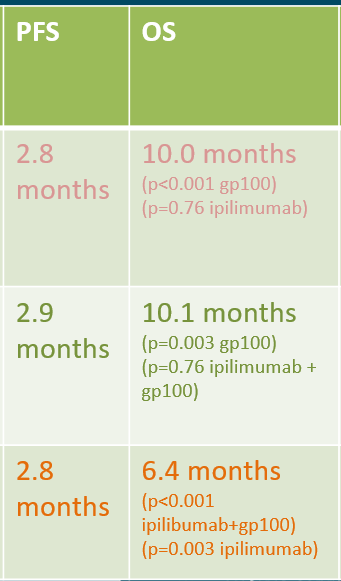 PFS
OS
2.8
months
10.0 months
(p<0.001 gp100)
(p=0.76 ipilimumab)
2.9
months
10.1 months
(p=0.003 gp100)
(p=0.76 ipilimumab +
gp100)
2.8
months
6.4 months
(p<0.001
ipilibumab+gp100)
(p=0.003 ipilimumab)